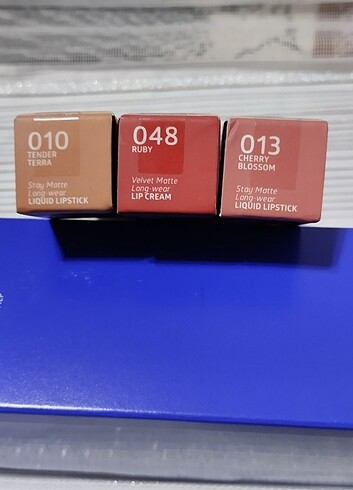 010
TENDER
TERRA
Stay Matte
Long-wear
LIQUID LIPSTICK
048
RUBY
Velvet Matte
Long-wear
LIP CREAM
013
CHERRY
BLOSSOM
Stay Matte
Long-wear
LIQUID LIPSTICK